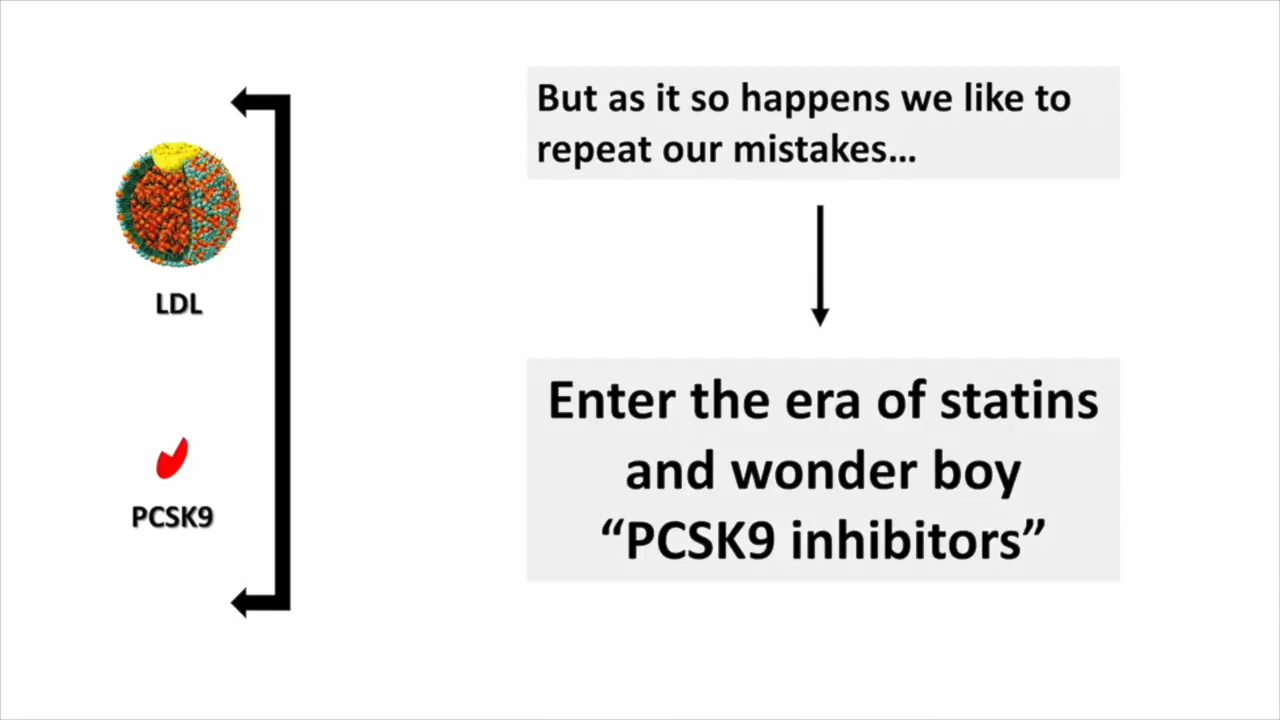 But as it so happens we like to
repeat our mistakes...
LDL
Enter the era of statins
and wonder boy
“PCSK9 inhibitors”
PCSK9